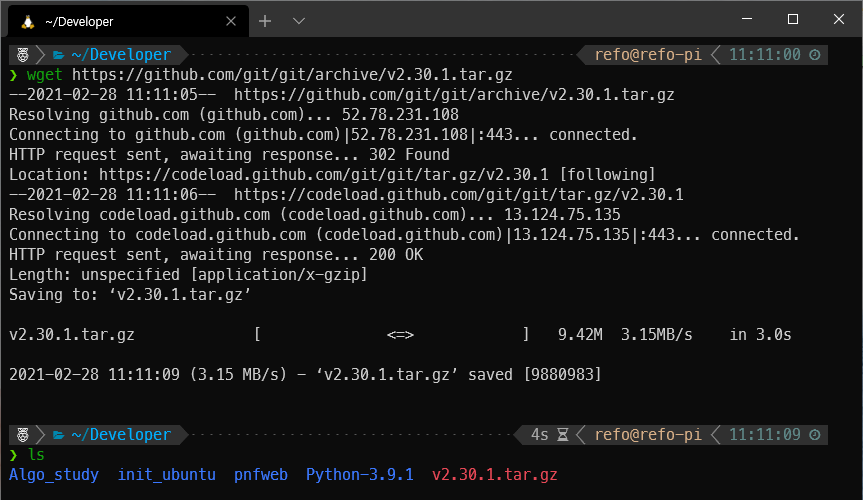 ~/Developer
~/Developer refo@refo-pi 11:11:00
❯ wget https://github.com/git/git/archive/v2.30.1.tar.gz
--2021-02-28 11:11:05-- https://github.com/git/git/archive/v2.30.1.tar.gz
Resolving github.com (github.com)... 52.78.231.108
Connecting to github.com (github.com)|52.78.231.108|:443... connected.
HTTP request sent, awaiting response... 302 Found
Location: https://codeload.github.com/git/git/tar.gz/v2.30.1 [following]
--2021-02-28 11:11:06-- https://codeload.github.com/git/git/tar.gz/v2.30.1
Resolving codeload.github.com (codeload.github.com)... 13.124.75.135
Connecting to codeload.github.com (codeload.github.com)|13.124.75.135|:443... connected.
HTTP request sent, awaiting response... 200 OK
Length: unspecified [application/x-gzip]
Saving to: ‘v2.30.1.tar.gz’
v2.30.1.tar.gz [ <=> ] 9.42M 3.15MB/s in 3.0s
2021-02-28 11:11:09 (3.15 MB/s) - ‘v2.30.1.tar.gz’ saved [9880983]
~/Developer 4s refo@refo-pi 11:11:09
❯ ls
Algo_study init_ubuntu pnfweb Python-3.9.1 v2.30.1.tar.gz